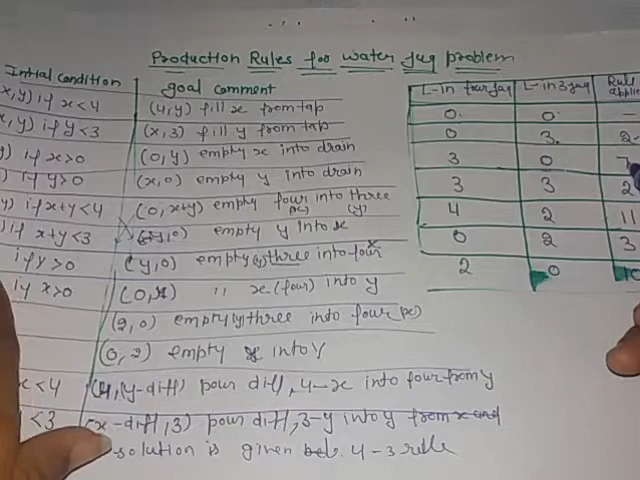 Production Rules foo water jug problem
Initial condition
goal comment
x,y) if x<4
(4,y) fill x from tap
x,y) if y<3
(x,3) fill y from tap
y) if x>0
(0,y) empty x into drain
) if y>0
(x,0) empty y into drain
y) if x+y<4
(0, x+y) empty four into three
(x) (y)
) if x+y<3
empty y into x
if y>0
(y,0) empty(y)three into four x
if x>0
(0,x) 11 x(four) into y
(2,0) empty(y)three into four(x)
(0,2) empty x into y
x<4
(4,(y-diff) pour diff, 4-x into four from y
<3
(x-diff,3) pour diff, 3-y into y from x and
solution is given beb. 4-3 rule
L-in four jug L-in 3 jug Rule applie
0. 0. -
0 3. 2-
3 0 7
3 3 2
4 2 11
0 2 3
2 0 10